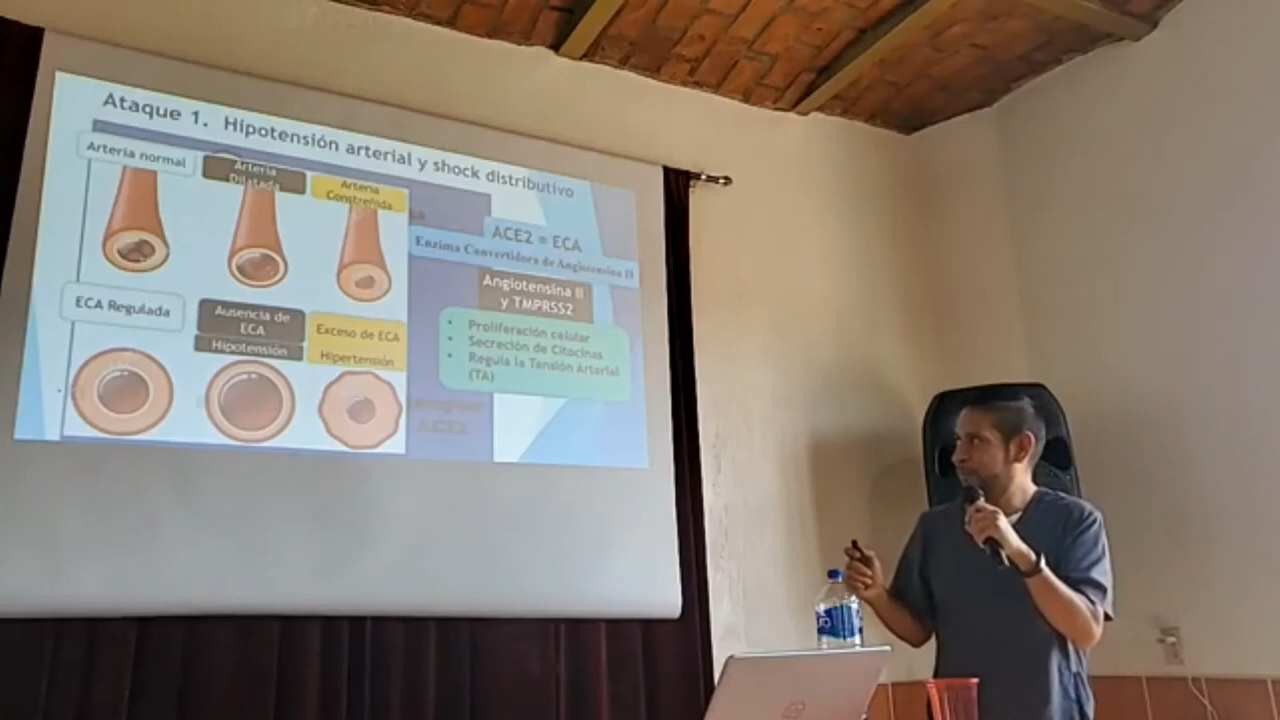 Ataque 1. Hipotensión arterial y shock distributivo
Arteria normal
Arteria
Dilatada
Arteria
Constreñida
ACE2 = ECA
Enzima Convertidora de Angiotensina II
Angiotensina II
y TMPRSS2
ECA Regulada
Ausencia de
ECA
Hipotensión
Exceso de ECA
Hipertensión
• Proliferación celular
• Secreción de Citocinas
• Regula la Tensión Arterial
(TA)